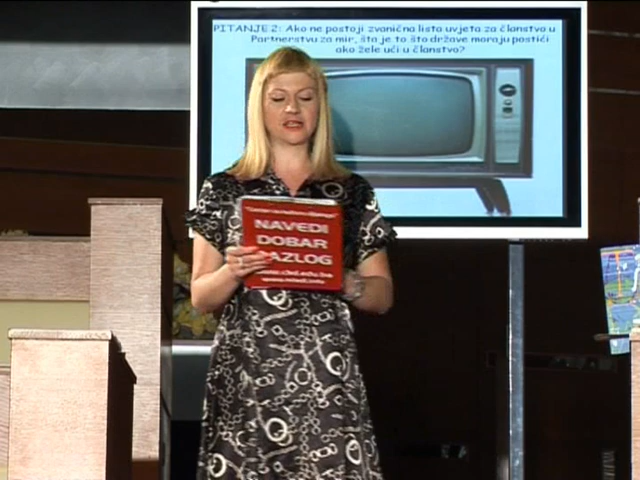 PITANJE 2: Ako ne postoji zvanična lista uvjeta za članstvo u
Partnerstvu za mir, šta je to što države moraju postići
ako žele ući u članstvo?
NAVEDI
DOBAR
RAZLOG